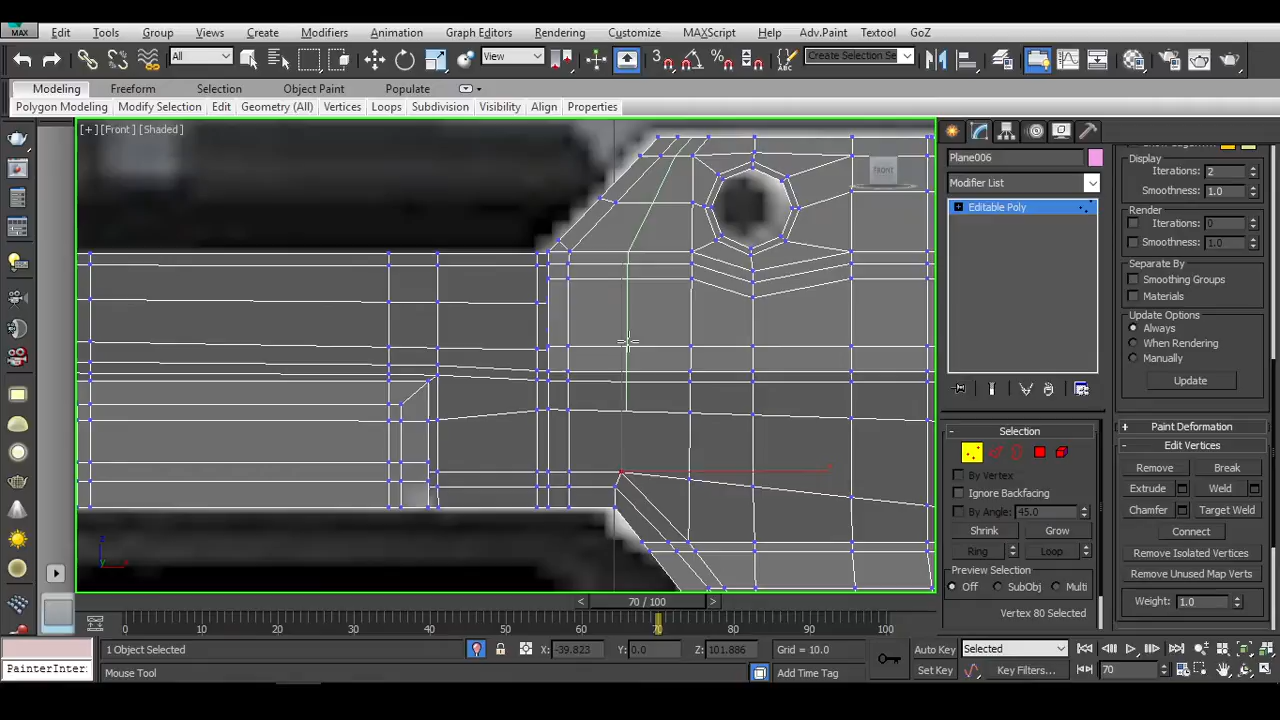 MAX Edit Tools Group Views Create Modifiers Animation Graph Editors Rendering Customize MAXScript Help Adv.Paint Textool GoZ
All View 3 Create Selection Se
Modeling Freeform Selection Object Paint Populate
Polygon Modeling Modify Selection Edit Geometry (All) Vertices Loops Subdivision Visibility Align Properties
[+] [Front] [Shaded]
FRONT
Plane006
Modifier List
Editable Poly
Display
Iterations: 2
Smoothness: 1.0
Render
Iterations: 0
Smoothness: 1.0
Separate By
Smoothing Groups
Materials
Update Options
Always
When Rendering
Manually
Update
+ Paint Deformation
- Selection
- Edit Vertices
By Vertex
Ignore Backfacing
By Angle: 45.0
Shrink Grow
Ring Loop
Preview Selection
Off SubObj Multi
Vertex 80 Selected
Remove Break
Extrude Weld
Chamfer Target Weld
Connect
Remove Isolated Vertices
Remove Unused Map Verts
Weight: 1.0
z x
< 70 / 100 >
0 10 20 30 40 50 60 70 80 90 100
1 Object Selected X: -39.823 Y: 0.0 Z: 101.886 Grid = 10.0 Auto Key Selected
PainterInter Mouse Tool Add Time Tag Set Key Key Filters... 70